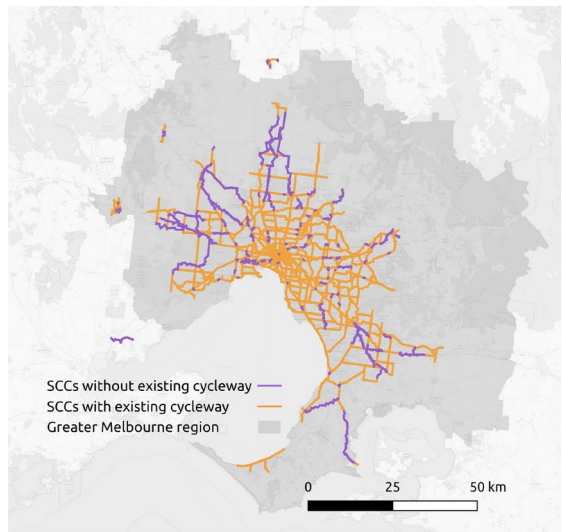 SCCs without existing cycleway
SCCs with existing cycleway
Greater Melbourne region
0 25 50 km